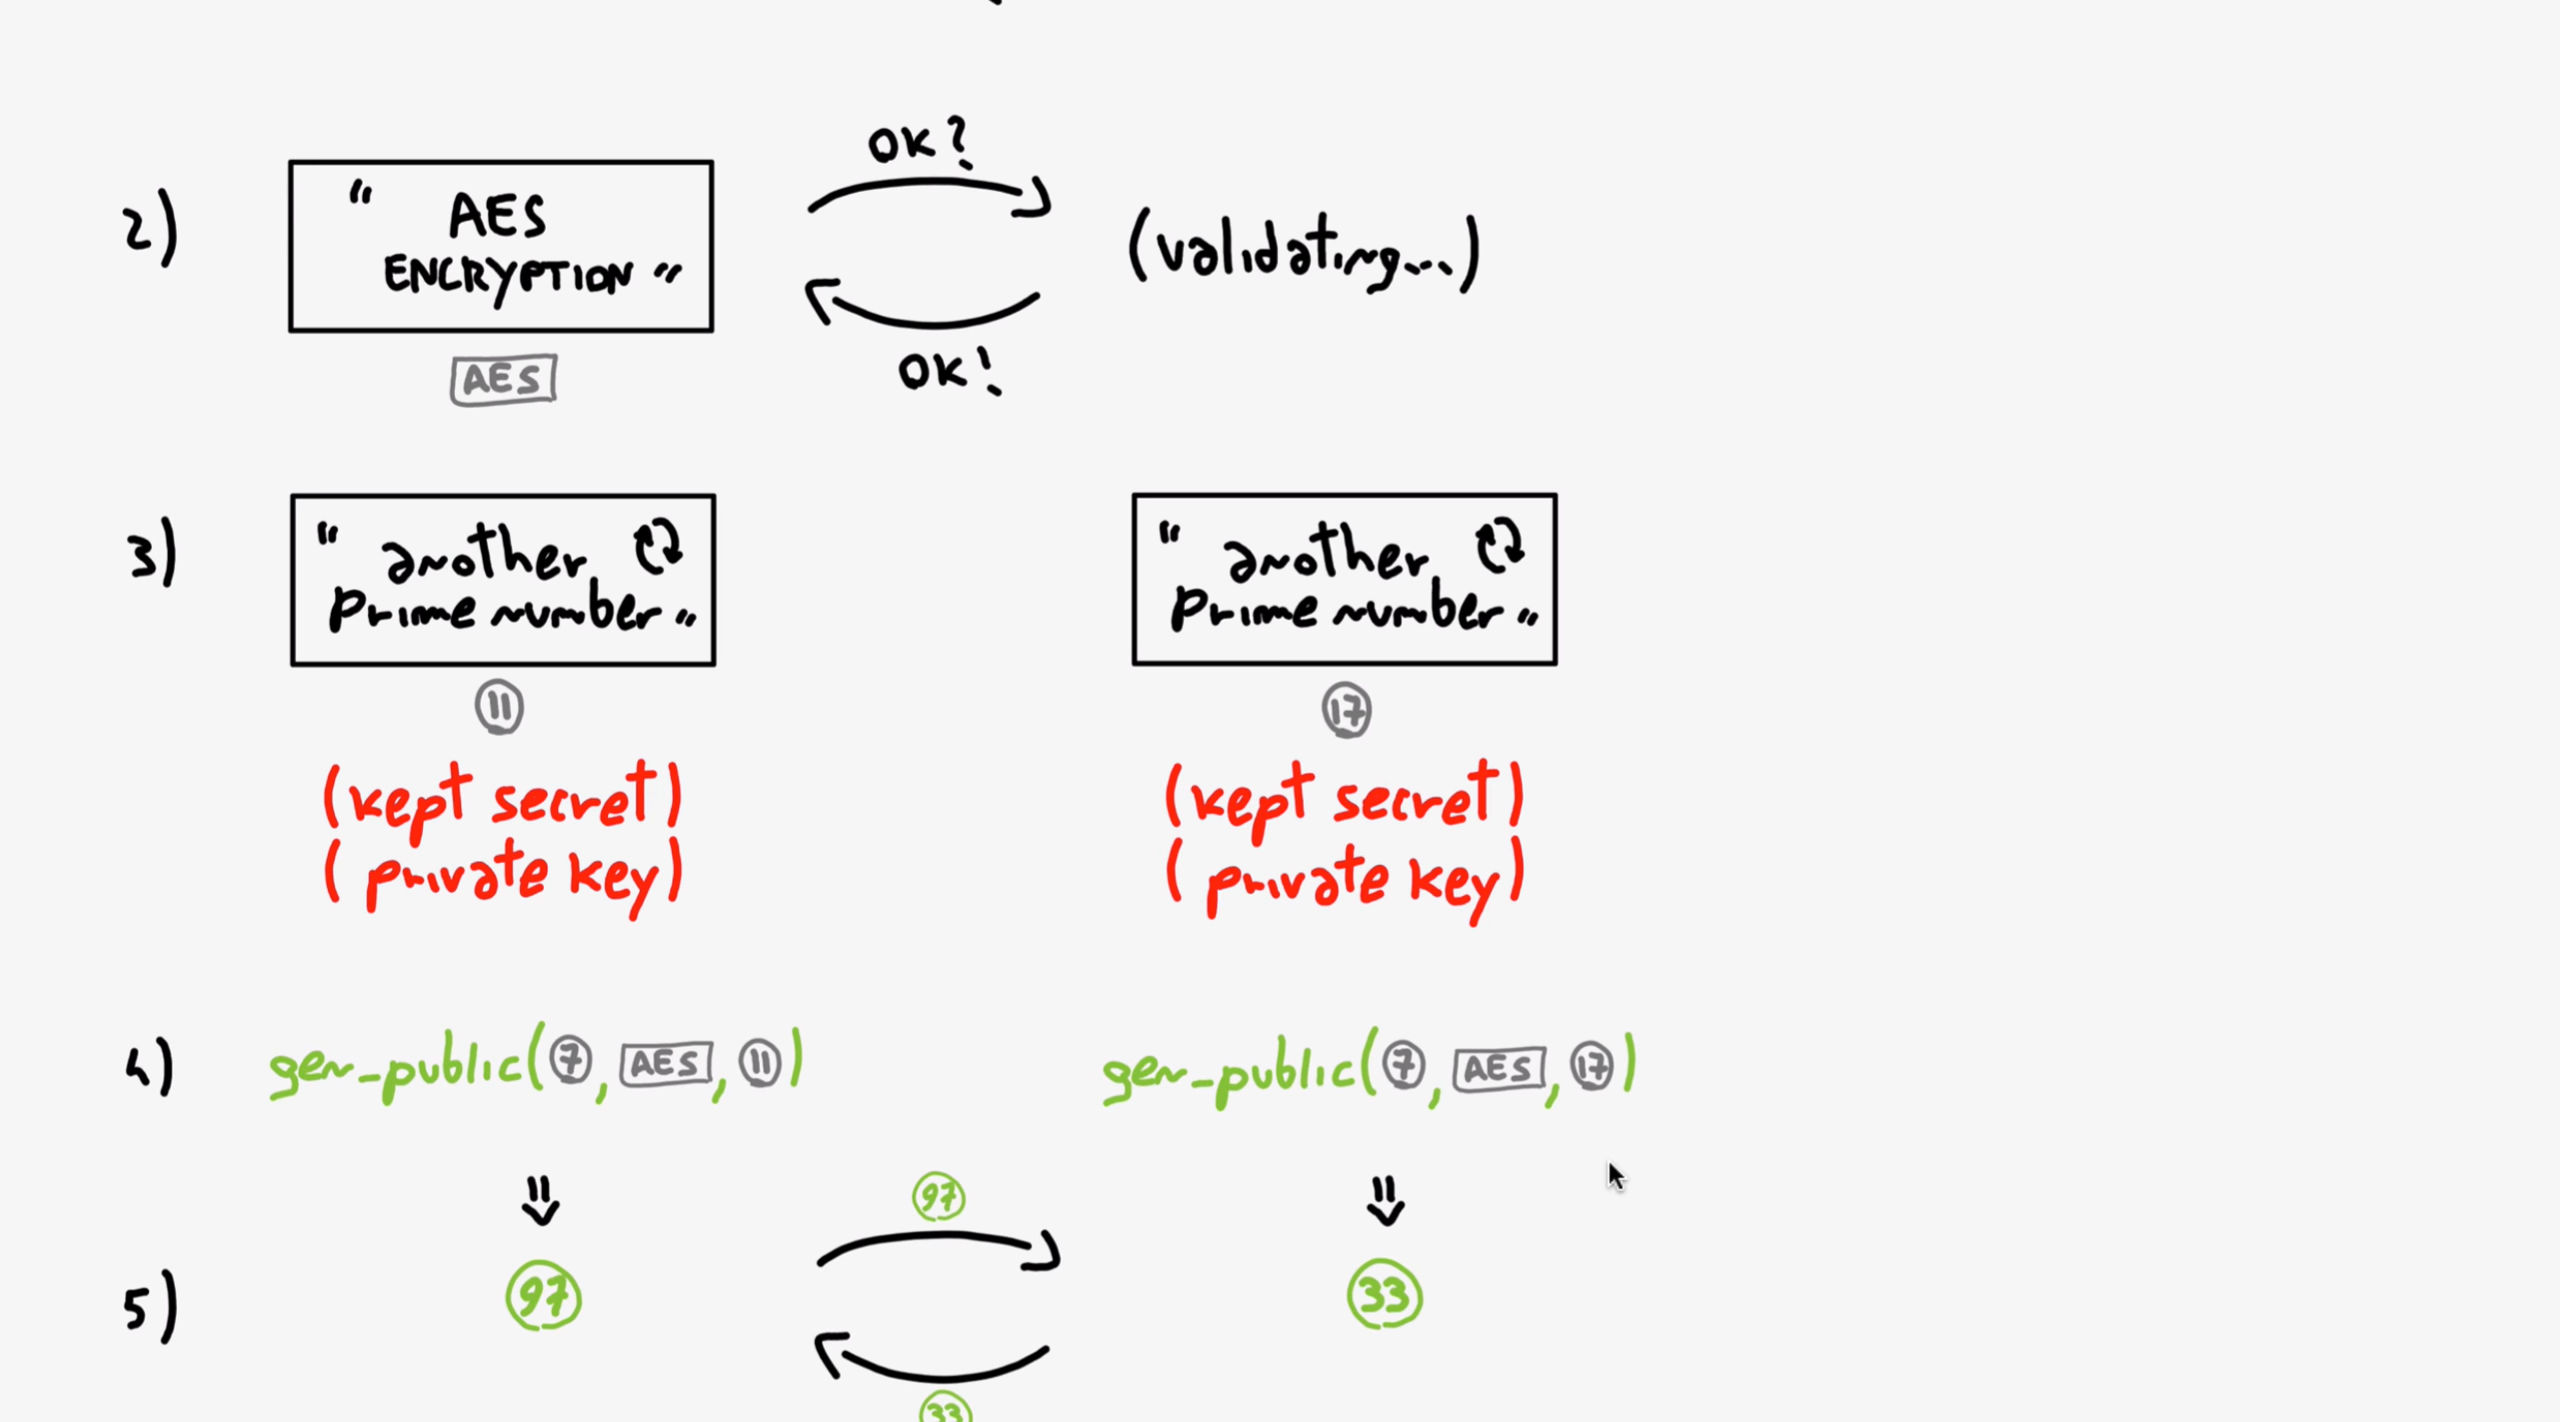 OK?
2)
" AES
ENCRYPTION "
(validating...)
AES
OK!
3)
" another
prime number "
" another
prime number "
11
17
(kept secret)
(private key)
(kept secret)
(private key)
4)
gen_public(7, AES, 11)
gen_public(7, AES, 17)
97
5)
97
33
33